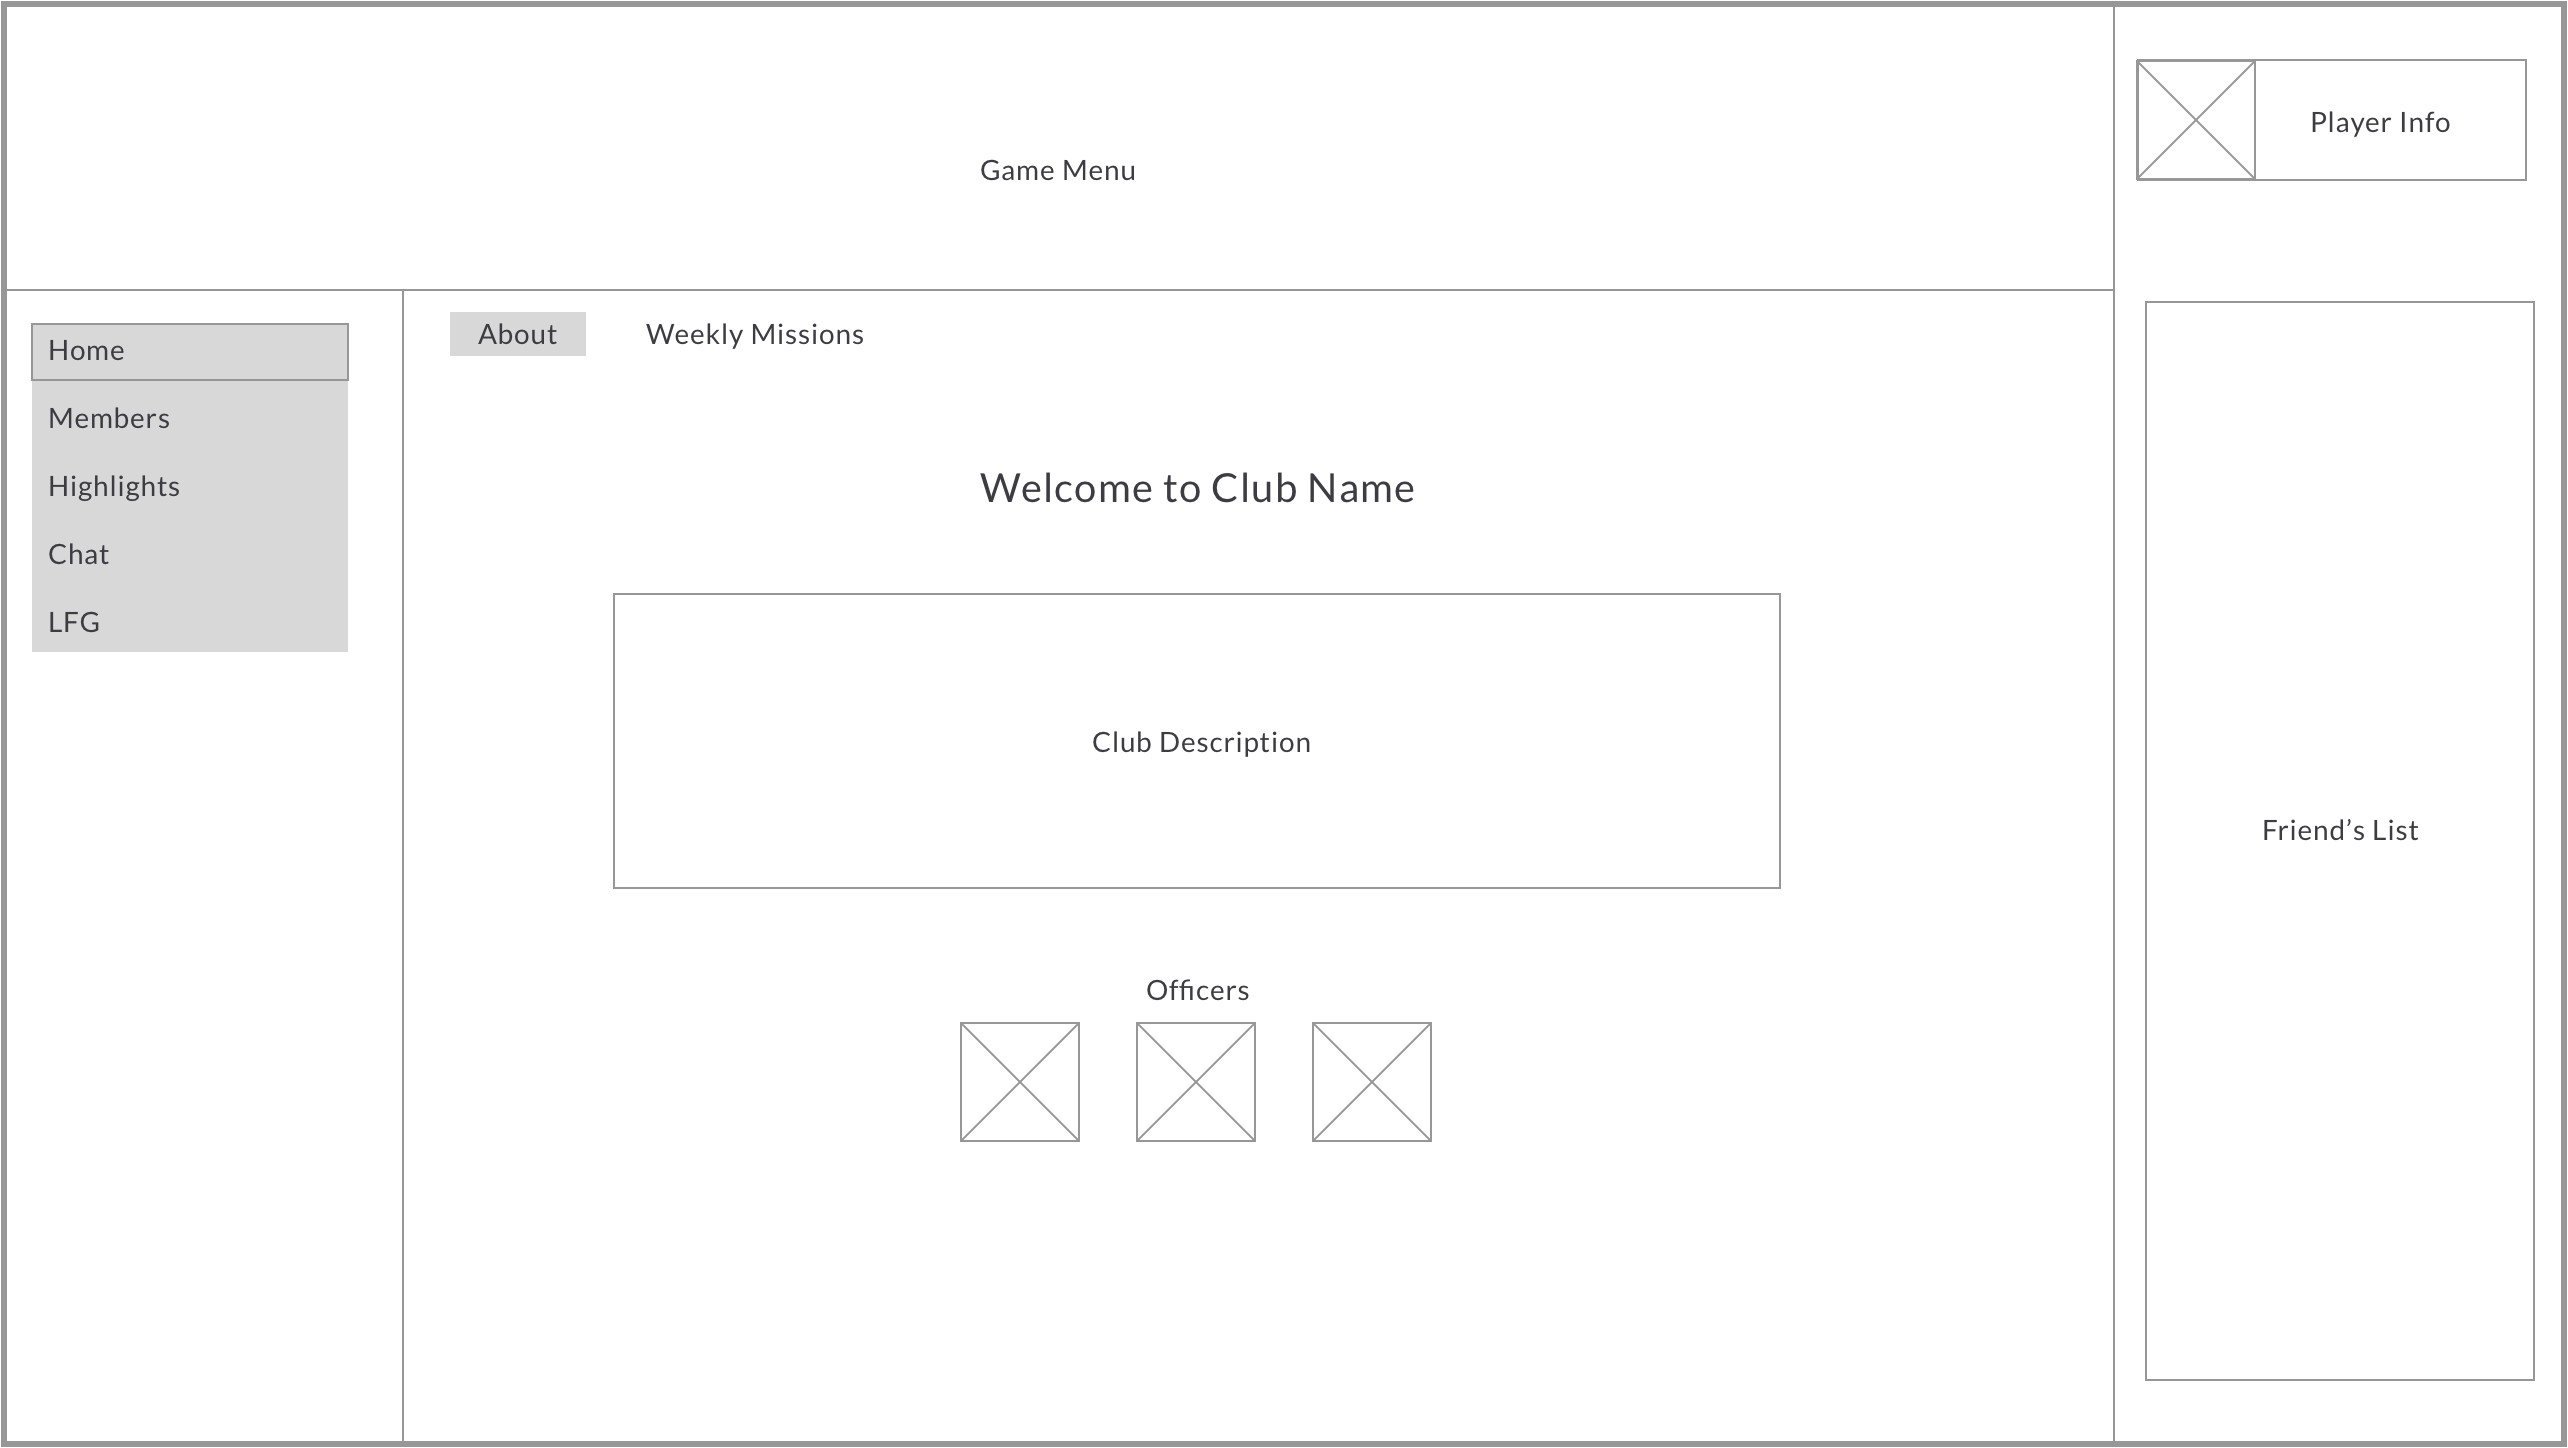 Game Menu
Player Info
Home
Members
Highlights
Chat
LFG
About
Weekly Missions
Welcome to Club Name
Club Description
Officers
Friend’s List